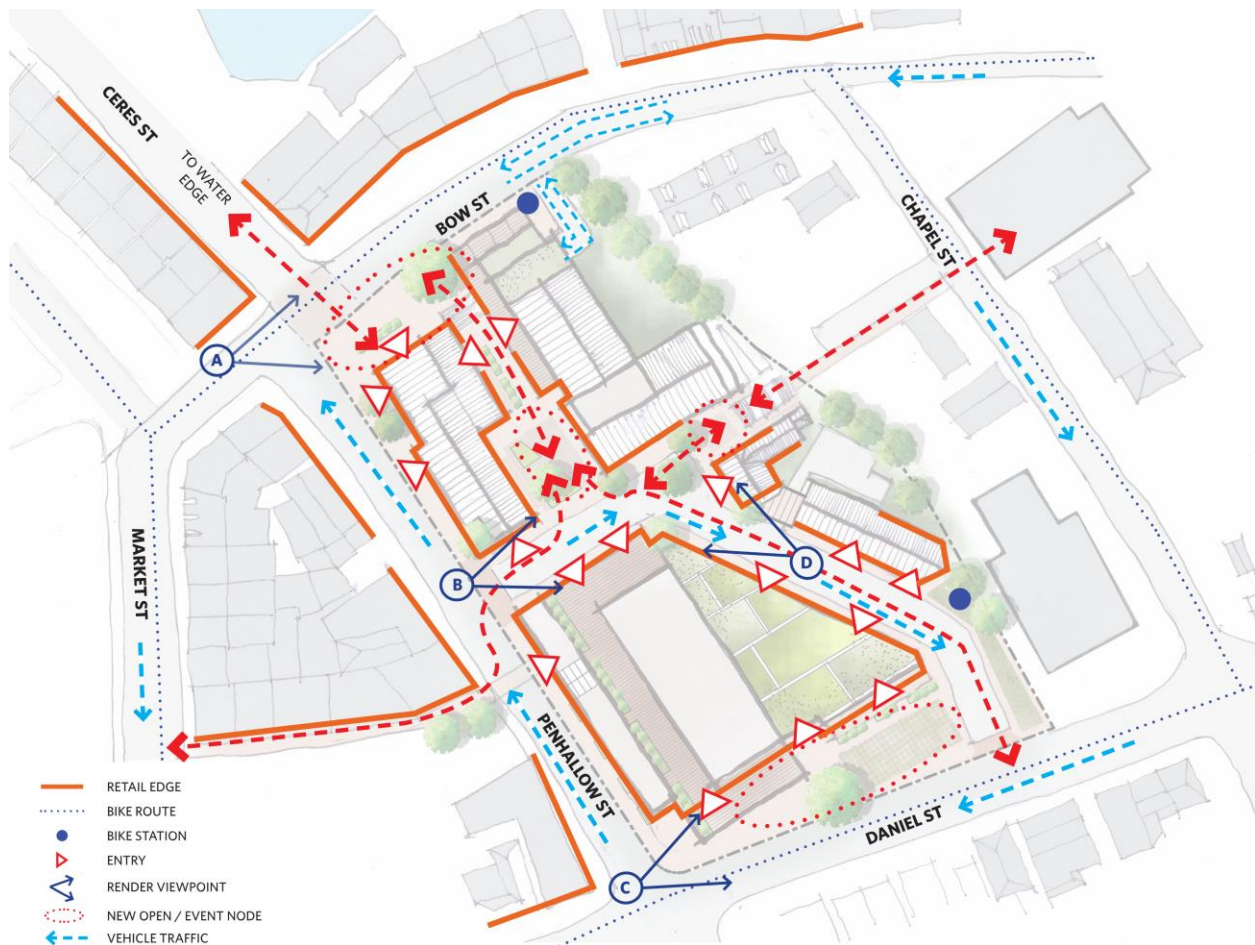 CERES ST
TO WATER
EDGE
BOW ST
CHAPEL ST
A
MARKET ST
B
D
PENHALLOW ST
DANIEL ST
C
RETAIL EDGE
BIKE ROUTE
BIKE STATION
ENTRY
RENDER VIEWPOINT
NEW OPEN / EVENT NODE
VEHICLE TRAFFIC